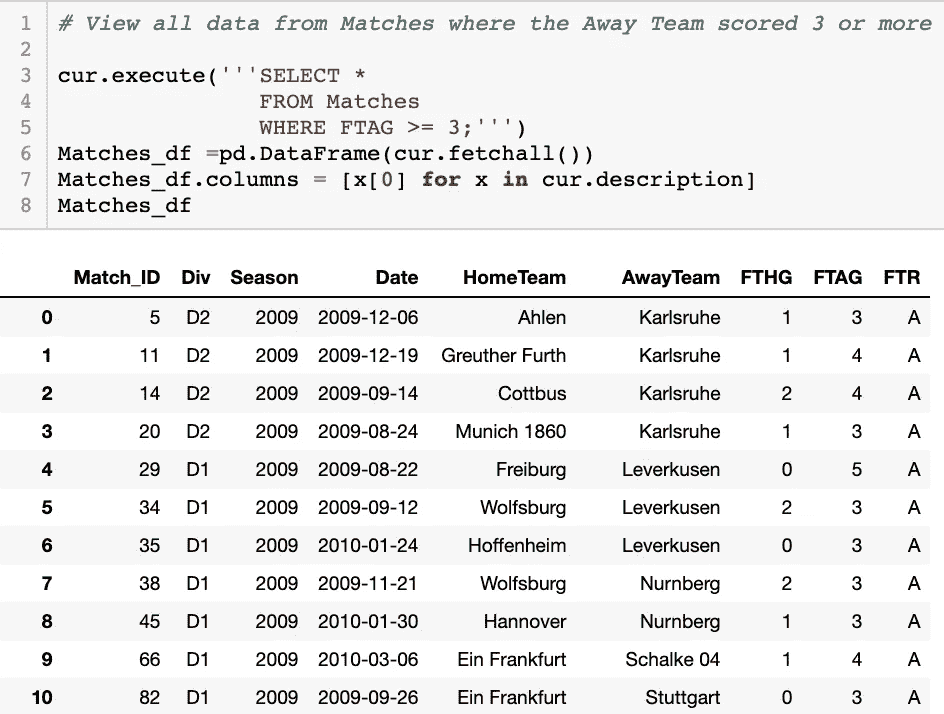 1 # View all data from Matches where the Away Team scored 3 or more
2
3 cur.execute('''SELECT *
4 FROM Matches
5 WHERE FTAG >= 3;''')
6 Matches_df =pd.DataFrame(cur.fetchall())
7 Matches_df.columns = [x[0] for x in cur.description]
8 Matches_df
Match_ID Div Season Date HomeTeam AwayTeam FTHG FTAG FTR
0 5 D2 2009 2009-12-06 Ahlen Karlsruhe 1 3 A
1 11 D2 2009 2009-12-19 Greuther Furth Karlsruhe 1 4 A
2 14 D2 2009 2009-09-14 Cottbus Karlsruhe 2 4 A
3 20 D2 2009 2009-08-24 Munich 1860 Karlsruhe 1 3 A
4 29 D1 2009 2009-08-22 Freiburg Leverkusen 0 5 A
5 34 D1 2009 2009-09-12 Wolfsburg Leverkusen 2 3 A
6 35 D1 2009 2010-01-24 Hoffenheim Leverkusen 0 3 A
7 38 D1 2009 2009-11-21 Wolfsburg Nurnberg 2 3 A
8 45 D1 2009 2010-01-30 Hannover Nurnberg 1 3 A
9 66 D1 2009 2010-03-06 Ein Frankfurt Schalke 04 1 4 A
10 82 D1 2009 2009-09-26 Ein Frankfurt Stuttgart 0 3 A